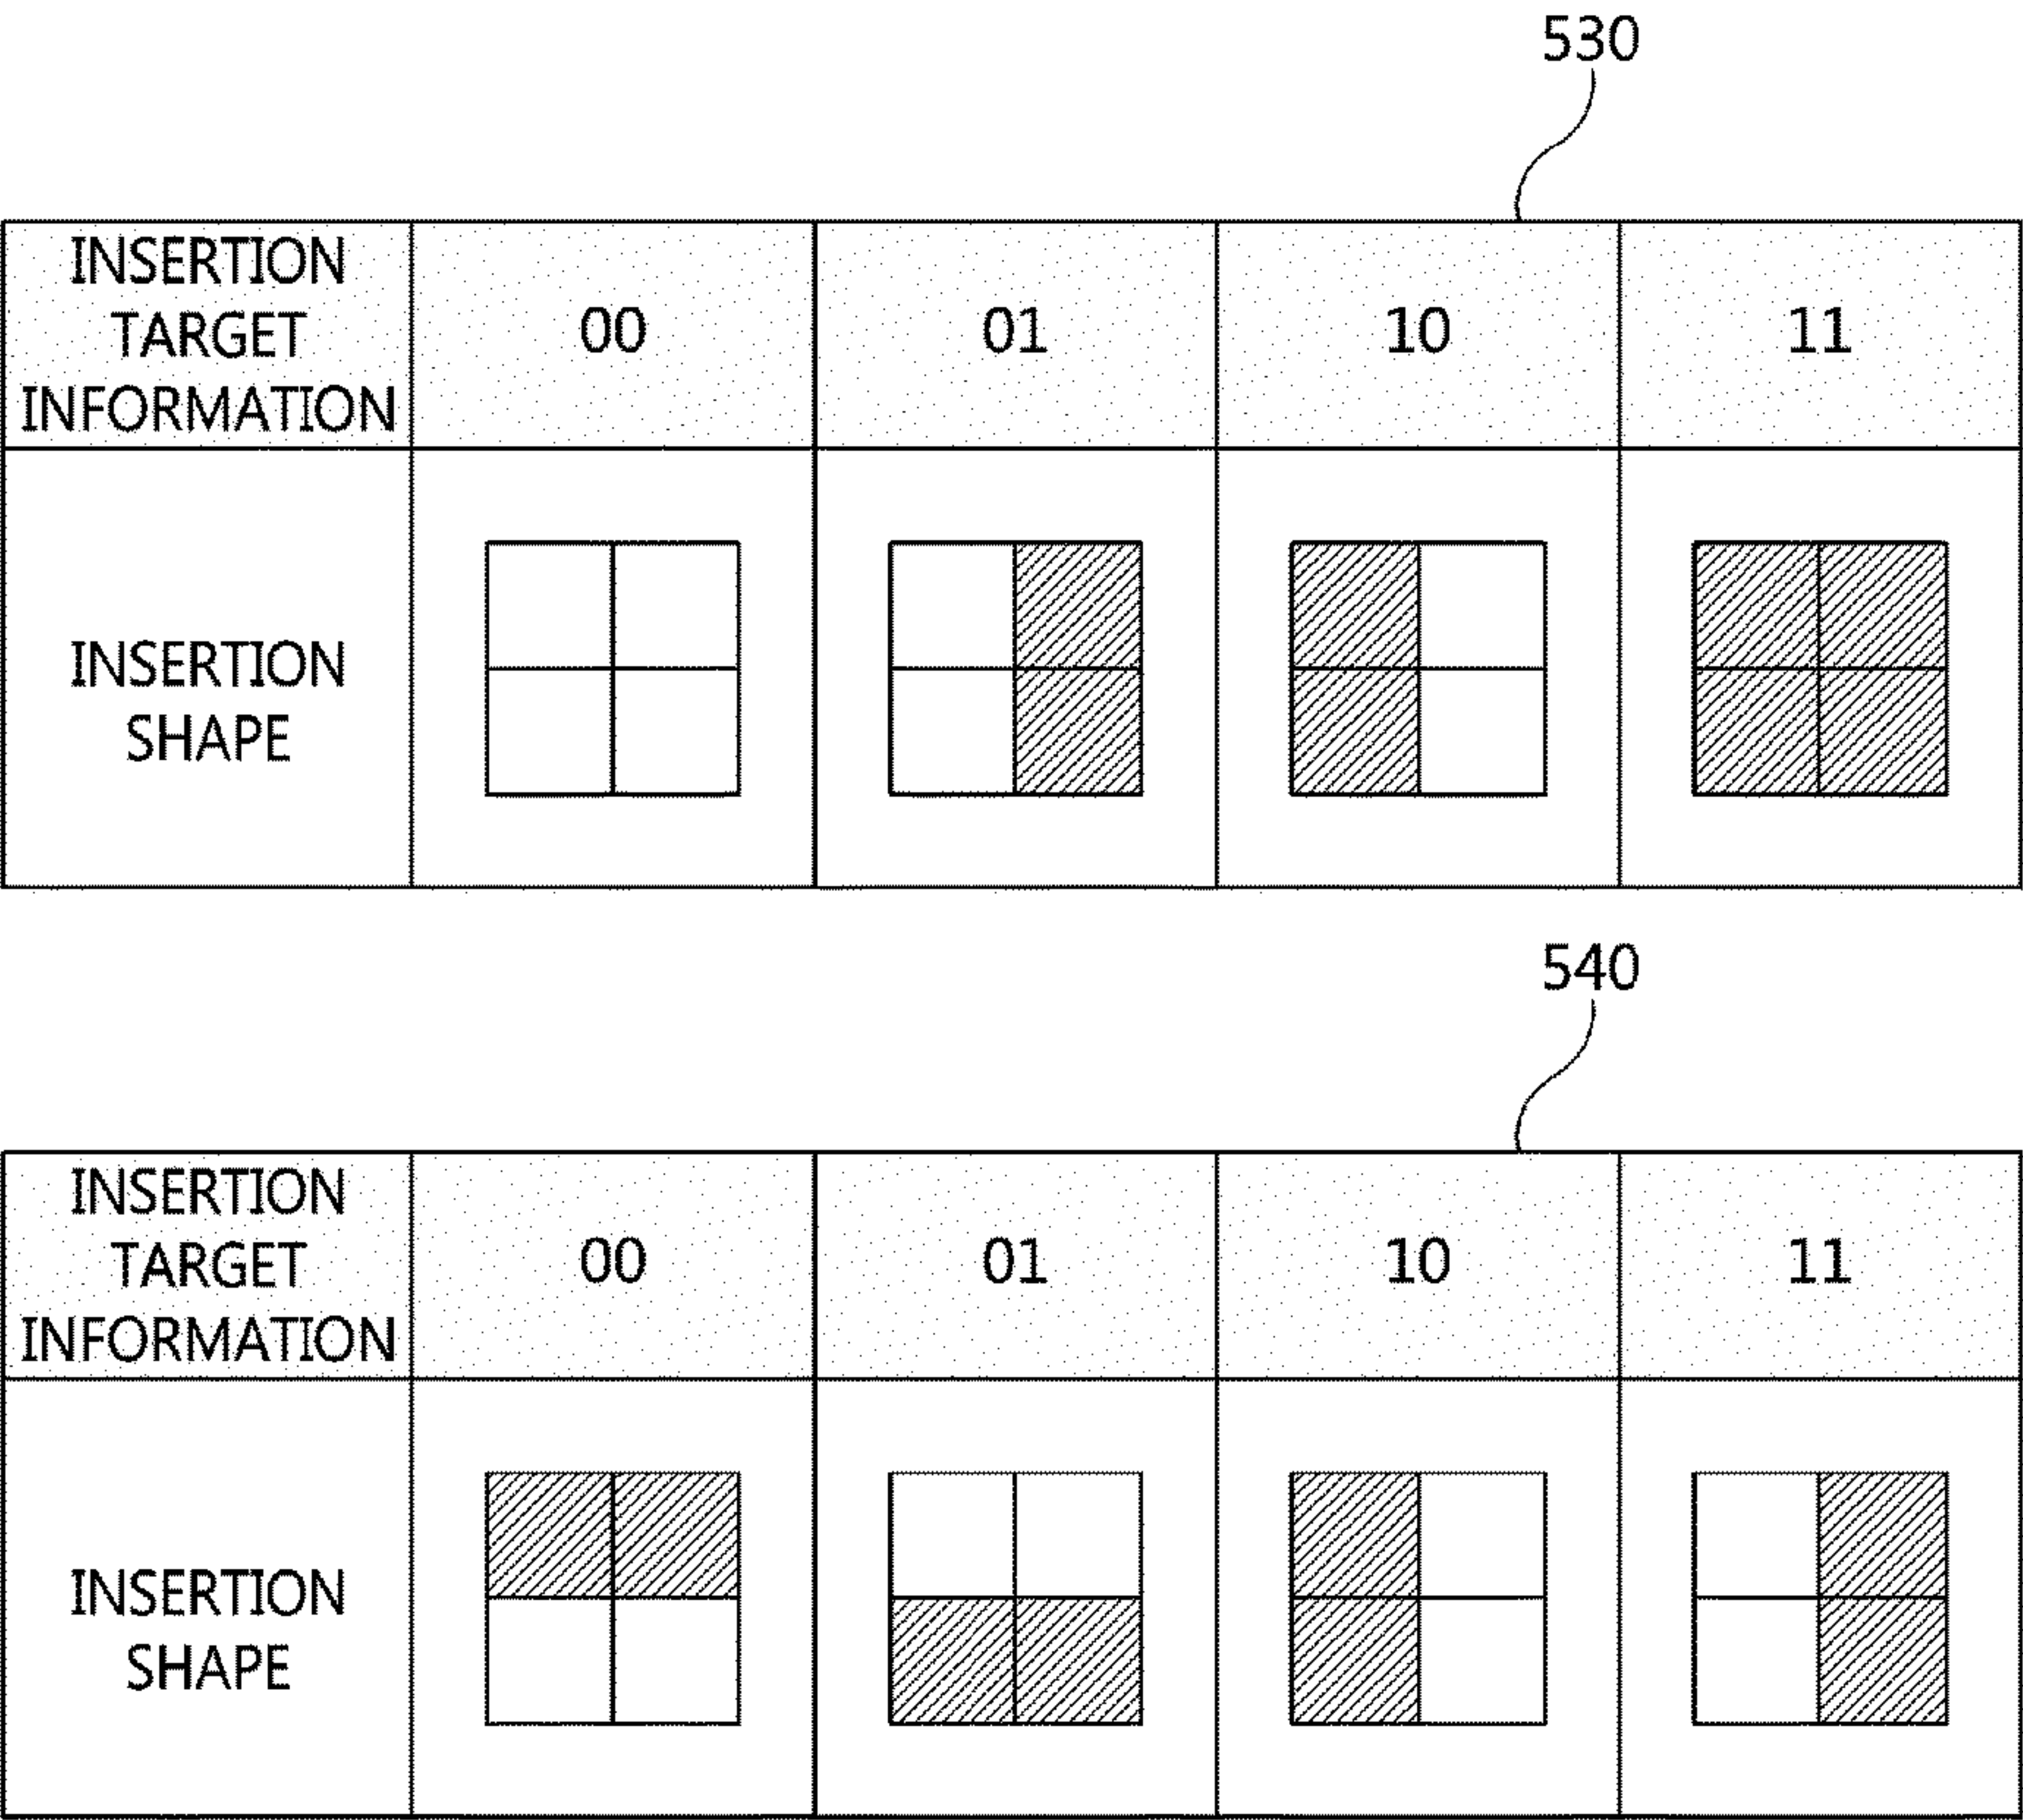 530
INSERTION
TARGET
INFORMATION
00
01
10
11
INSERTION
SHAPE
540
INSERTION
TARGET
INFORMATION
00
01
10
11
INSERTION
SHAPE